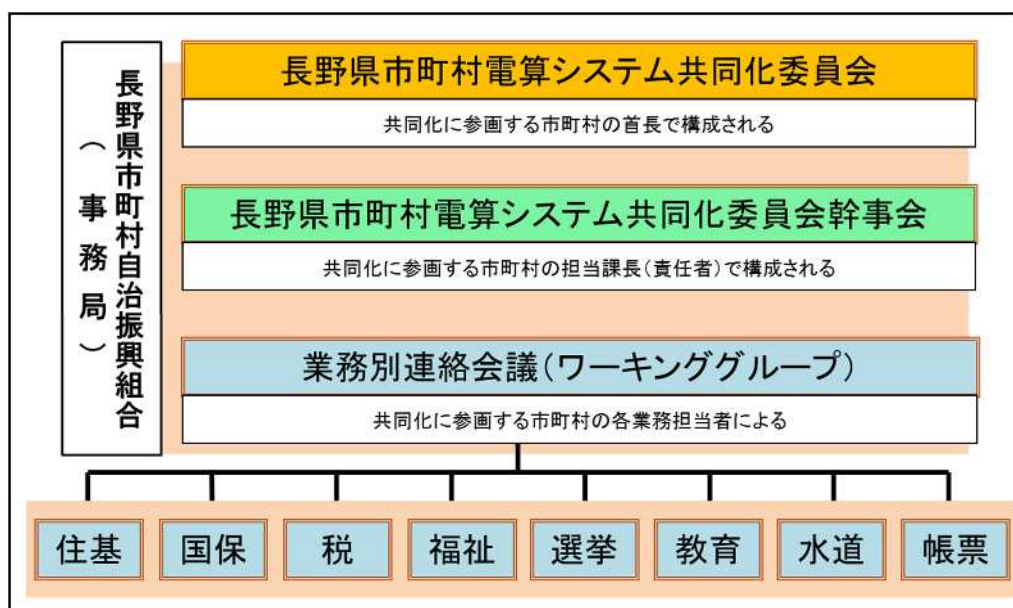 長野県市町村自治振興組合
（事務局）
長野県市町村電算システム共同化委員会
共同化に参画する市町村の首長で構成される
長野県市町村電算システム共同化委員会幹事会
共同化に参画する市町村の担当課長（責任者）で構成される
業務別連絡会議（ワーキンググループ）
共同化に参画する市町村の各業務担当者による
住基
国保
税
福祉
選挙
教育
水道
帳票